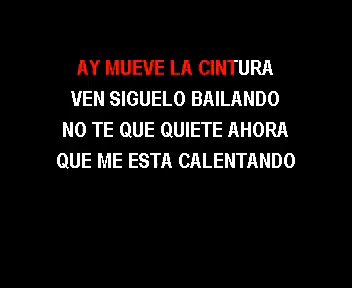 AY MUEVE LA CINTURA
VEN SIGUELO BAILANDO
NO TE QUE QUIETE AHORA
QUE ME ESTA CALENTANDO